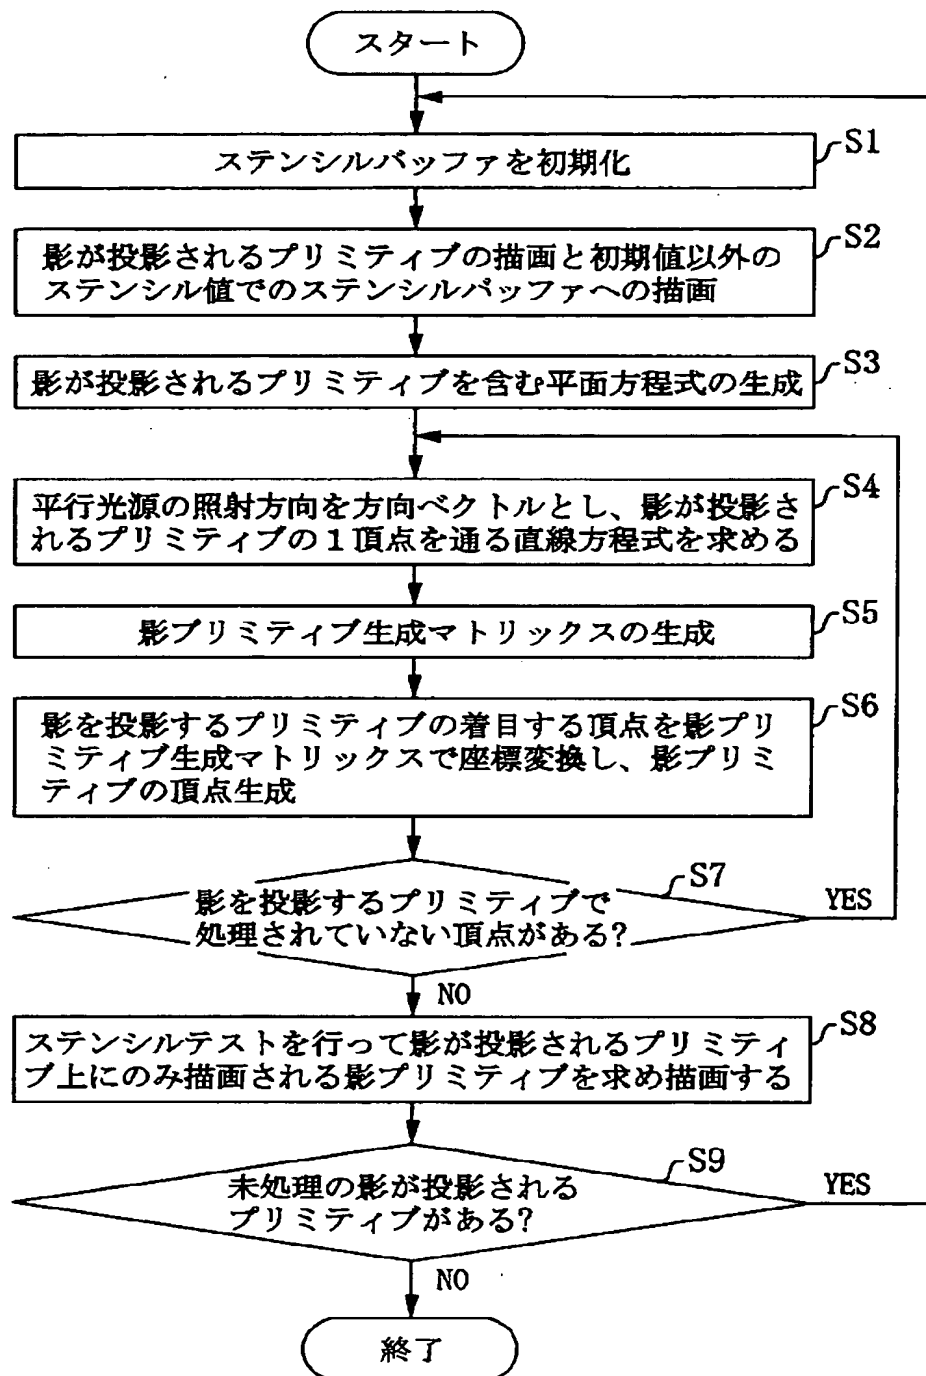 スタート
S1
ステンシルバッファを初期化
S2
影が投影されるプリミティブの描画と初期値以外の
ステンシル値でのステンシルバッファへの描画
S3
影が投影されるプリミティブを含む平面方程式の生成
S4
平行光源の照射方向を方向ベクトルとし、影が投影さ
れるプリミティブの1頂点を通る直線方程式を求める
S5
影プリミティブ生成マトリックスの生成
S6
影を投影するプリミティブの着目する頂点を影プリ
ミティブ生成マトリックスで座標変換し、影プリミ
ティブの頂点生成
S7
影を投影するプリミティブで
処理されていない頂点がある?
YES
NO
S8
ステンシルテストを行って影が投影されるプリミティ
ブ上にのみ描画される影プリミティブを求め描画する
S9
未処理の影が投影される
プリミティブがある?
YES
NO
終了